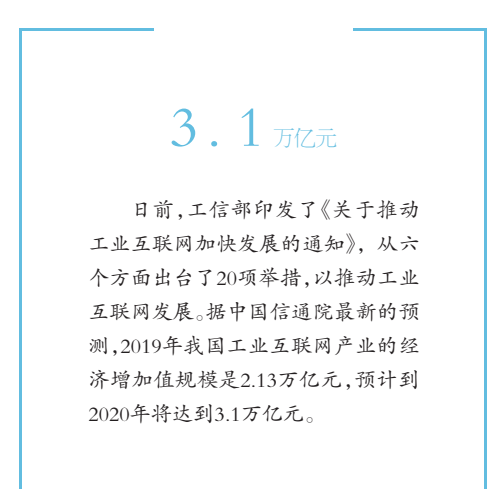 3.1万亿元
日前,工信部印发了《关于推动
工业互联网加快发展的通知》, 从六
个方面出台了20项举措,以推动工业
互联网发展。据中国信通院最新的预
测,2019年我国工业互联网产业的经
济增加值规模是2.13万亿元,预计到
2020年将达到3.1万亿元。